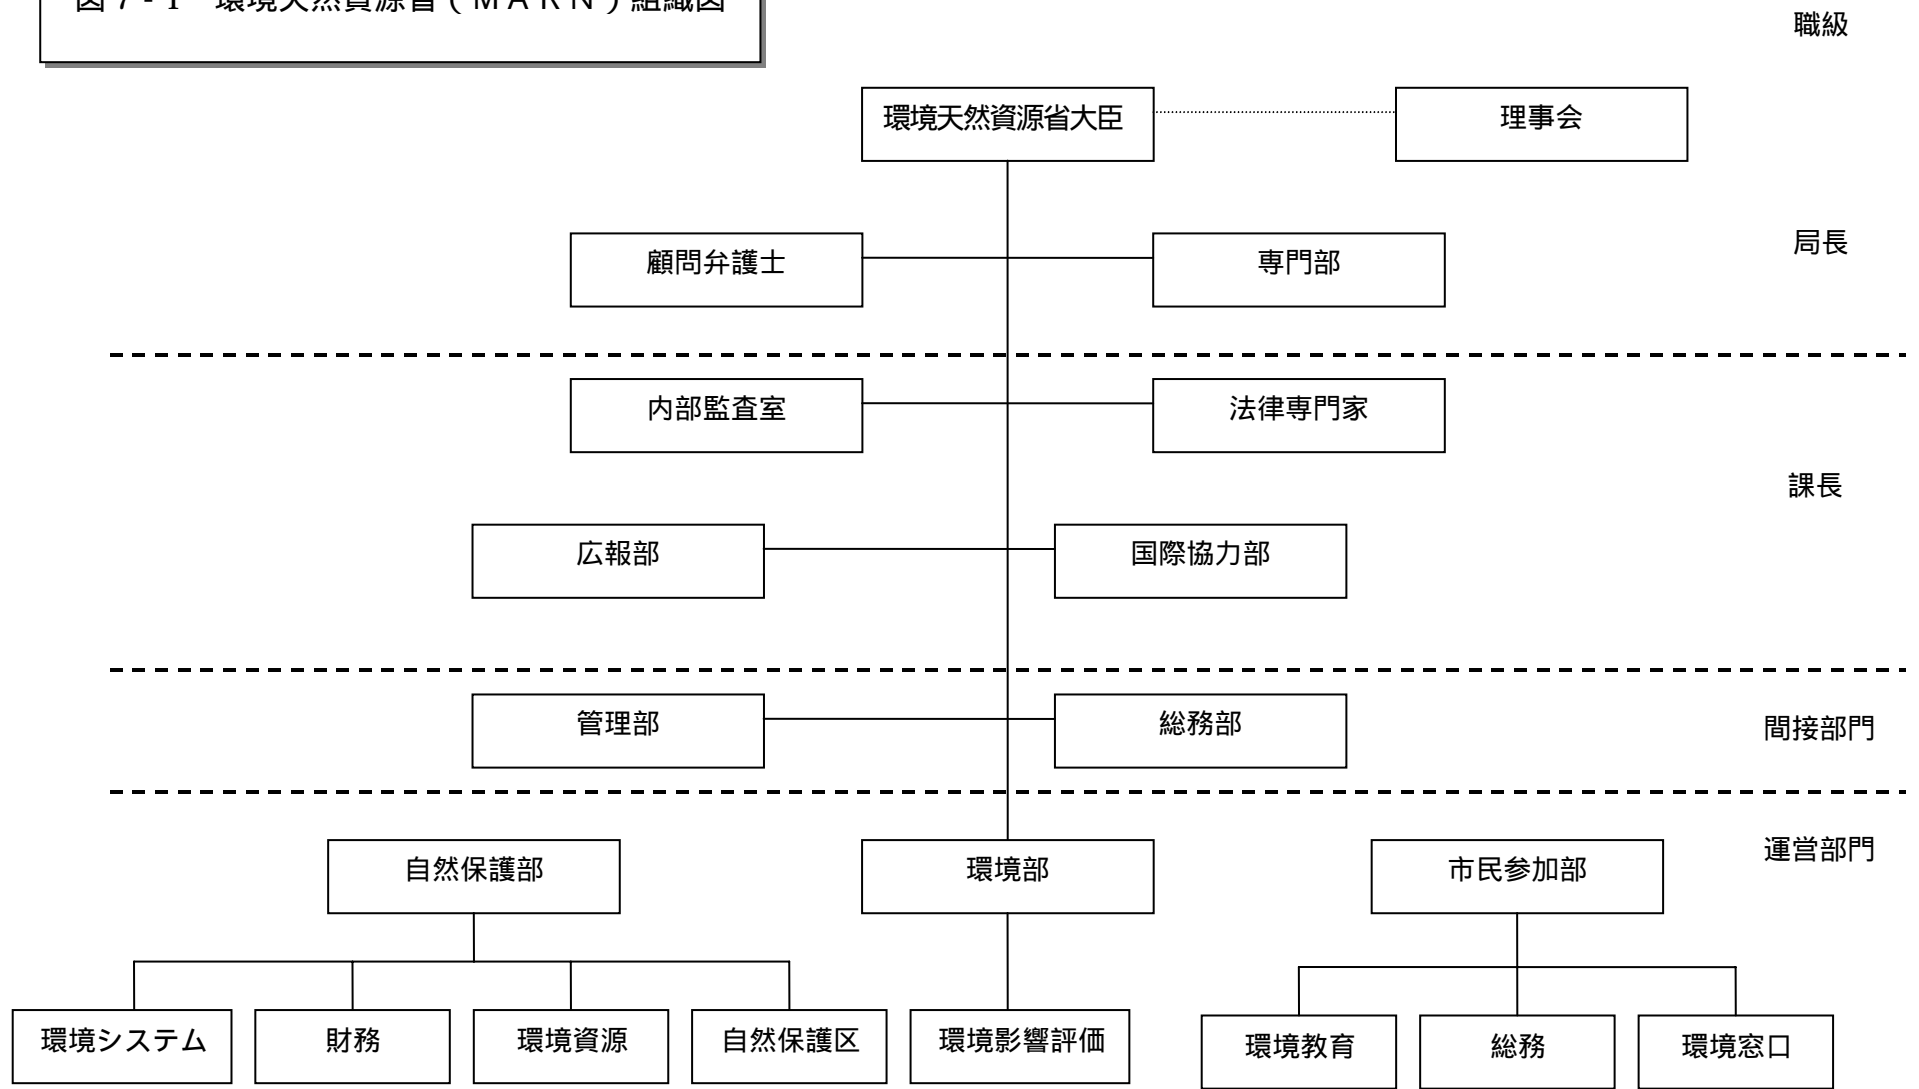 図７-１　環境天然資源省（ＭＡＲＮ）組織図
職級
環境天然資源省大臣
理事会
局長
顧問弁護士
専門部
内部監査室
法律専門家
課長
広報部
国際協力部
管理部
総務部
間接部門
運営部門
自然保護部
環境部
市民参加部
環境システム
財務
環境資源
自然保護区
環境影響評価
環境教育
総務
環境窓口